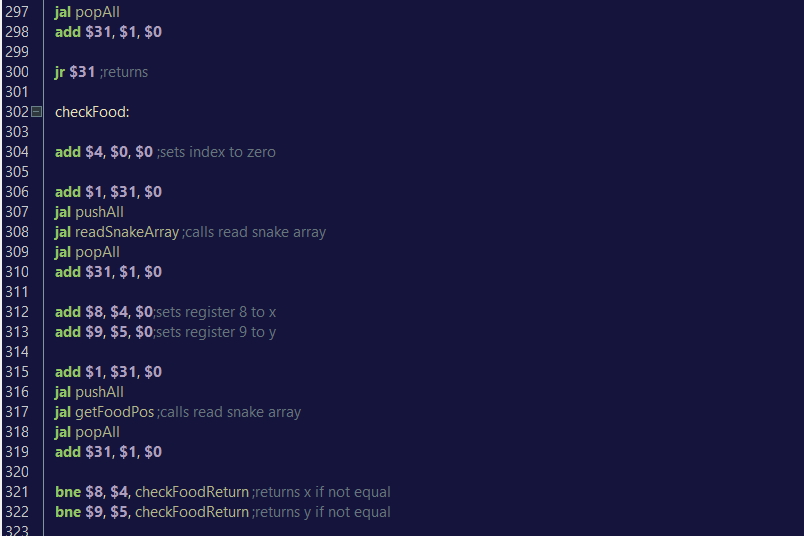 297 jal popAll
298 add $31, $1, $0
299
300 jr $31 ;returns
301
302 checkFood:
303
304 add $4, $0, $0 ;sets index to zero
305
306 add $1, $31, $0
307 jal pushAll
308 jal readSnakeArray ;calls read snake array
309 jal popAll
310 add $31, $1, $0
311
312 add $8, $4, $0;sets register 8 to x
313 add $9, $5, $0;sets register 9 to y
314
315 add $1, $31, $0
316 jal pushAll
317 jal getFoodPos ;calls read snake array
318 jal popAll
319 add $31, $1, $0
320
321 bne $8, $4, checkFoodReturn ;returns x if not equal
322 bne $9, $5, checkFoodReturn ;returns y if not equal
323